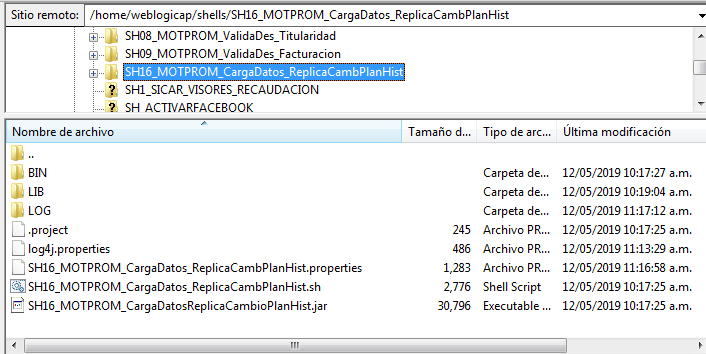 Sitio remoto: /home/weblogicap/shells/SH16_MOTPROM_CargaDatos_ReplicaCambPlanHist
SH08_MOTPROM_ValidaDes_Titularidad
SH09_MOTPROM_ValidaDes_Facturacion
SH16_MOTPROM_CargaDatos_ReplicaCambPlanHist
SH1_SICAR_VISORES_RECAUDACION
SH_ACTIVARFACEBOOK
Nombre de archivo Tamaño d... Tipo de arc... Última modificación
..
BIN Carpeta de... 12/05/2019 10:17:27 a.m.
LIB Carpeta de... 12/05/2019 10:19:04 a.m.
LOG Carpeta de... 12/05/2019 11:17:12 a.m.
.project 245 Archivo PR... 12/05/2019 10:17:25 a.m.
log4j.properties 486 Archivo PR... 12/05/2019 11:13:29 a.m.
SH16_MOTPROM_CargaDatos_ReplicaCambPlanHist.properties 1,283 Archivo PR... 12/05/2019 11:16:58 a.m.
SH16_MOTPROM_CargaDatos_ReplicaCambPlanHist.sh 2,776 Shell Script 12/05/2019 10:17:25 a.m.
SH16_MOTPROM_CargaDatosReplicaCambioPlanHist.jar 30,796 Executable ... 12/05/2019 10:17:25 a.m.